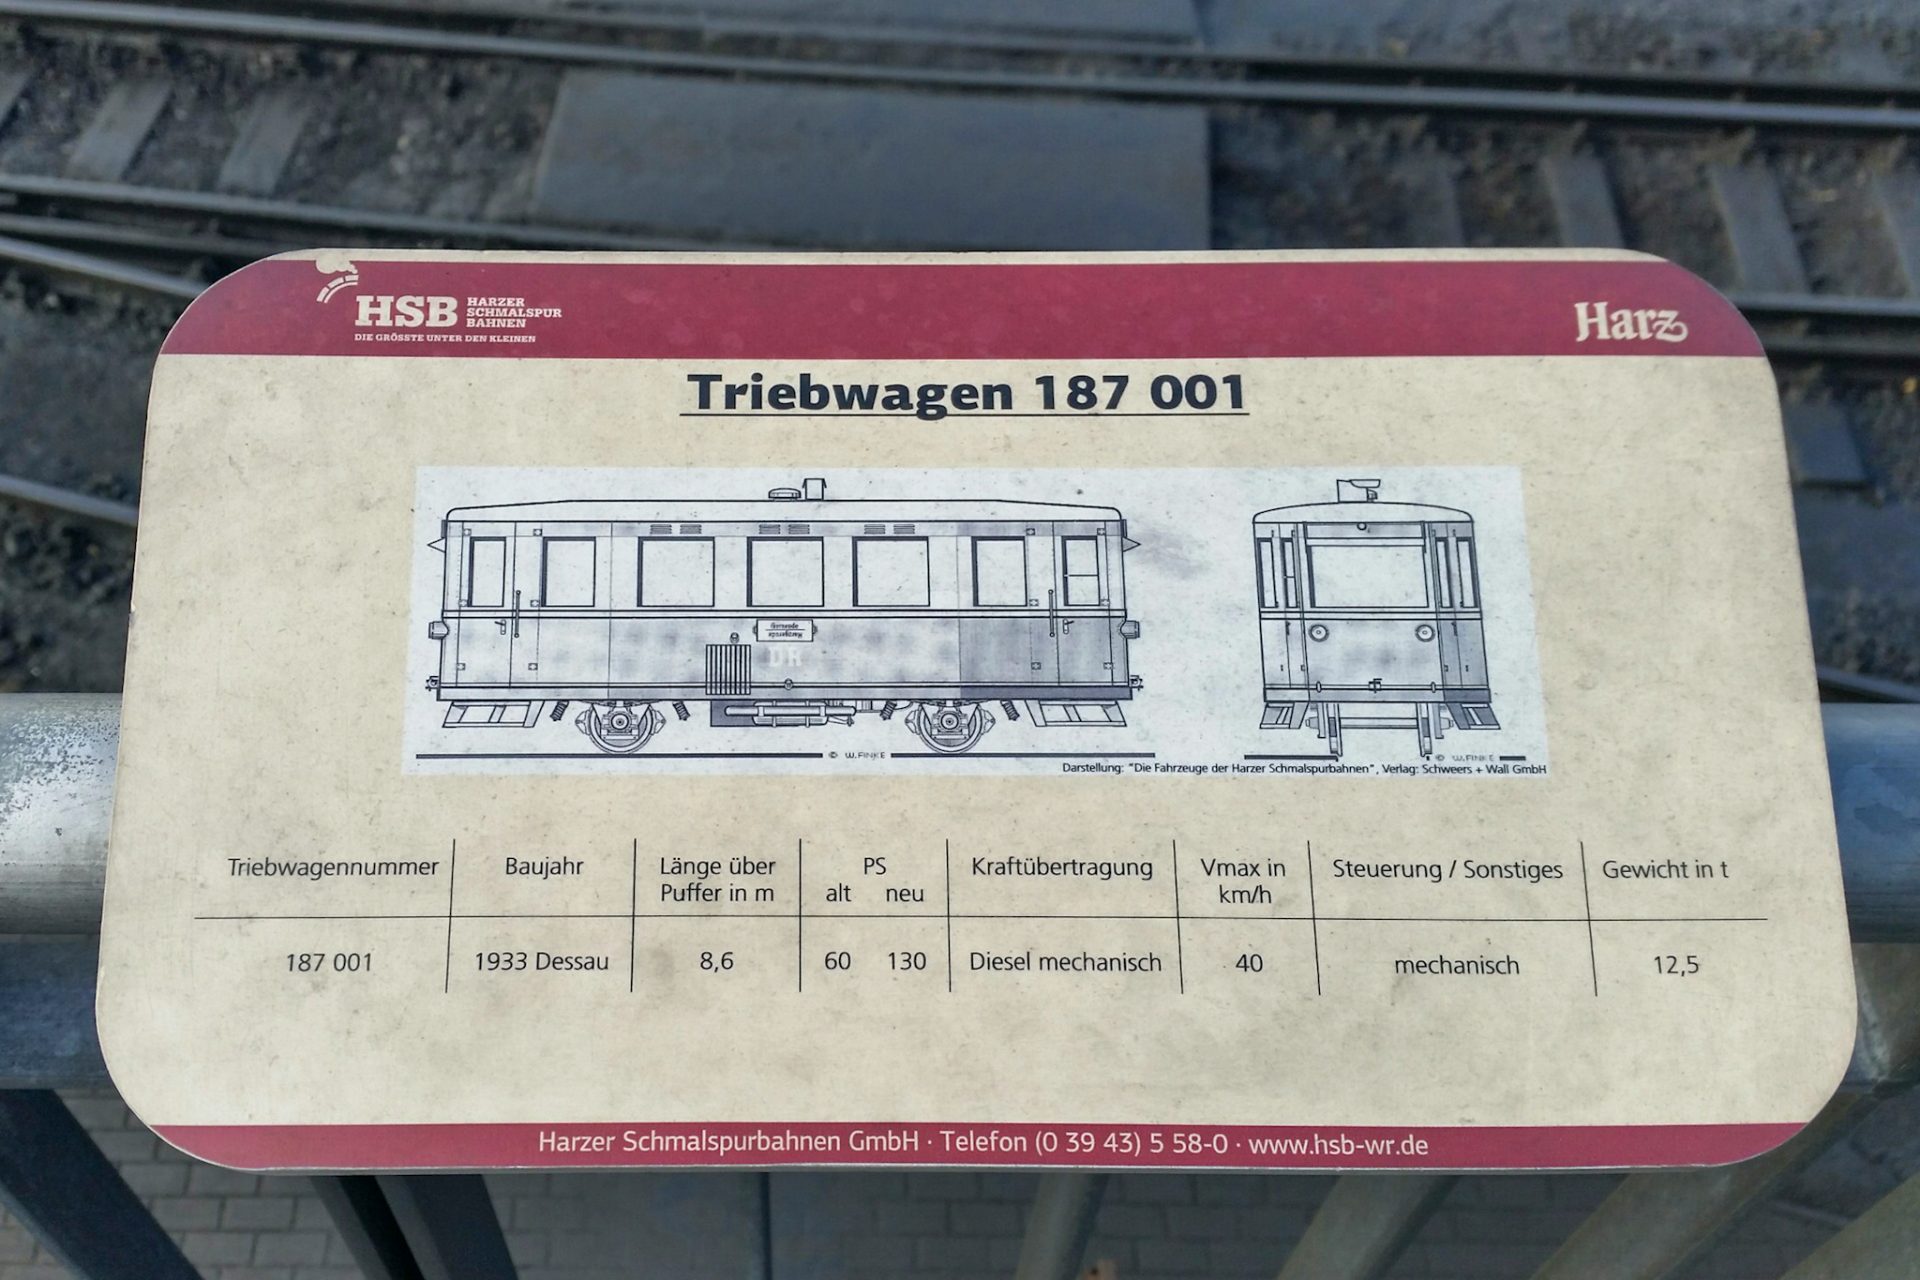 HSB HARZER
SCHMALSPUR
BAHNEN
DIE GRÖSSTE UNTER DEN KLEINEN
Harz
Triebwagen 187 001
DR
© W.FINKE
© W.FINKE
Darstellung: "Die Fahrzeuge der Harzer Schmalspurbahnen", Verlag: Schweers + Wall GmbH
Triebwagennummer Baujahr Länge über PS Kraftübertragung Vmax in Steuerung / Sonstiges Gewicht in t
Puffer in m alt neu km/h
187 001 1933 Dessau 8,6 60 130 Diesel mechanisch 40 mechanisch 12,5
Harzer Schmalspurbahnen GmbH · Telefon (0 39 43) 5 58-0 · www.hsb-wr.de